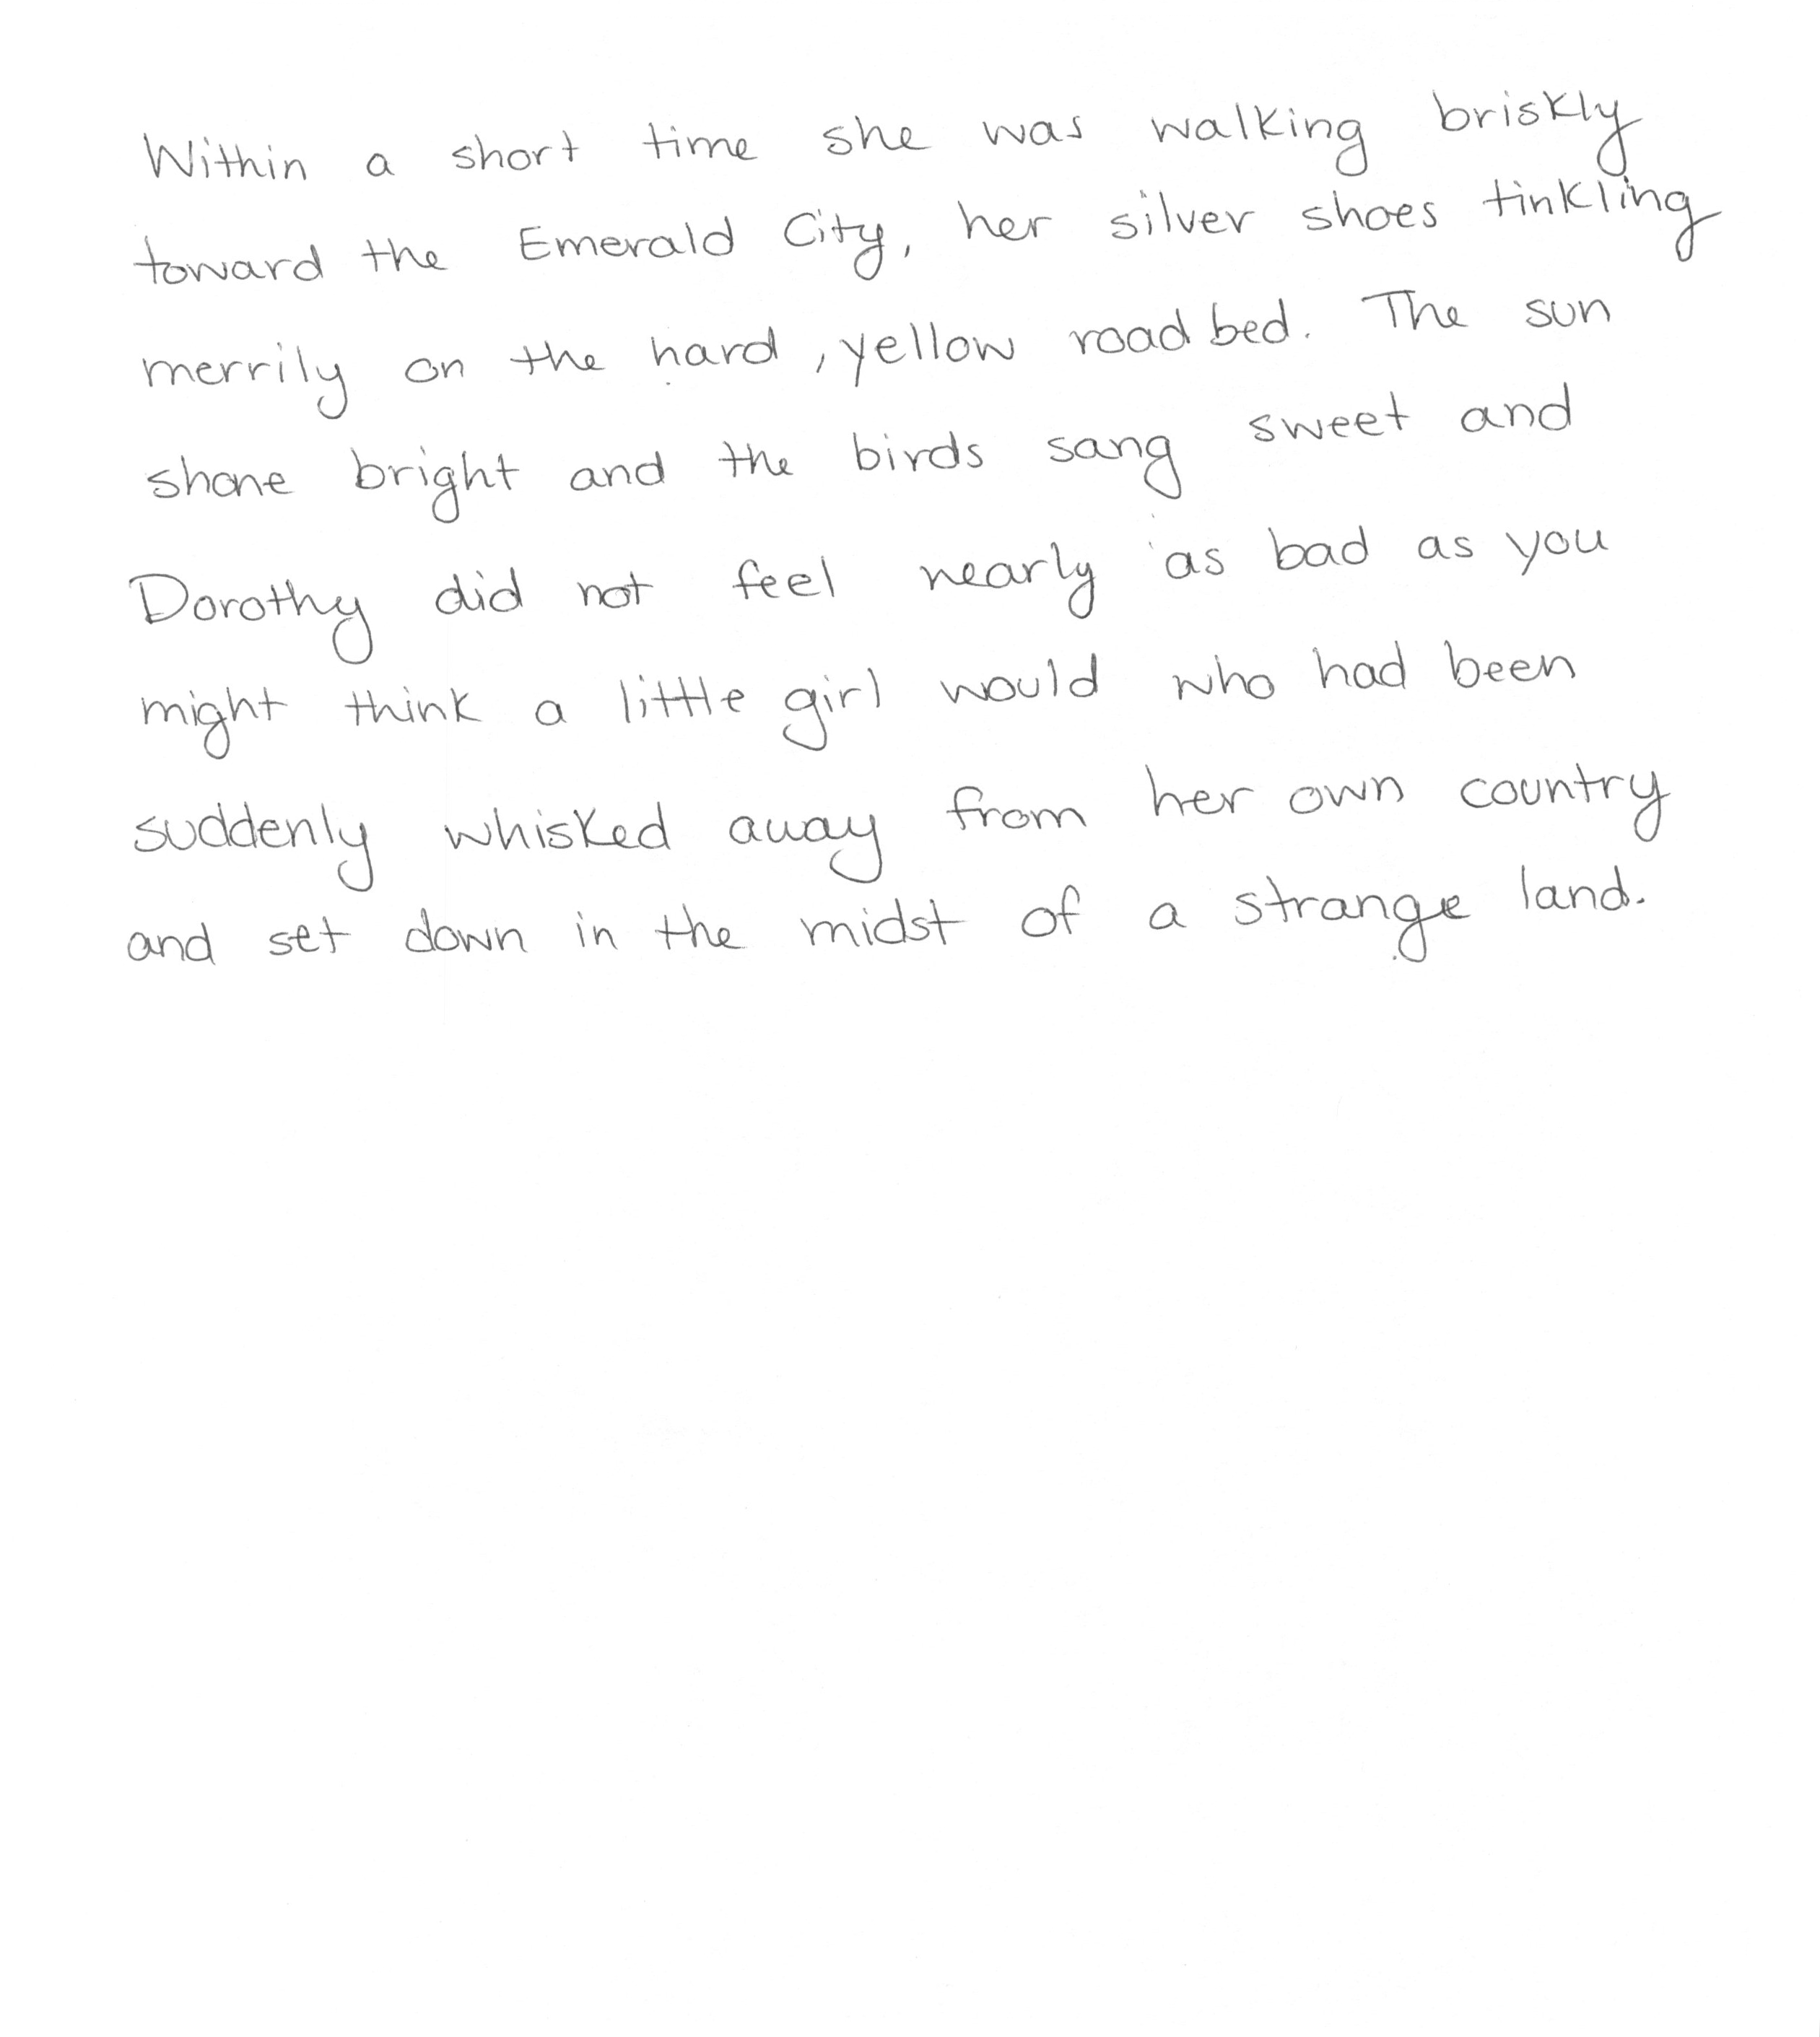 Within a short time she was walking briskly
toward the Emerald City, her silver shoes tinkling
merrily on the hard, yellow roadbed. The sun
shone bright and the birds sang sweet and
Dorothy did not feel nearly as bad as you
might think a little girl would who had been
suddenly whisked away from her own country
and set down in the midst of a strange land.